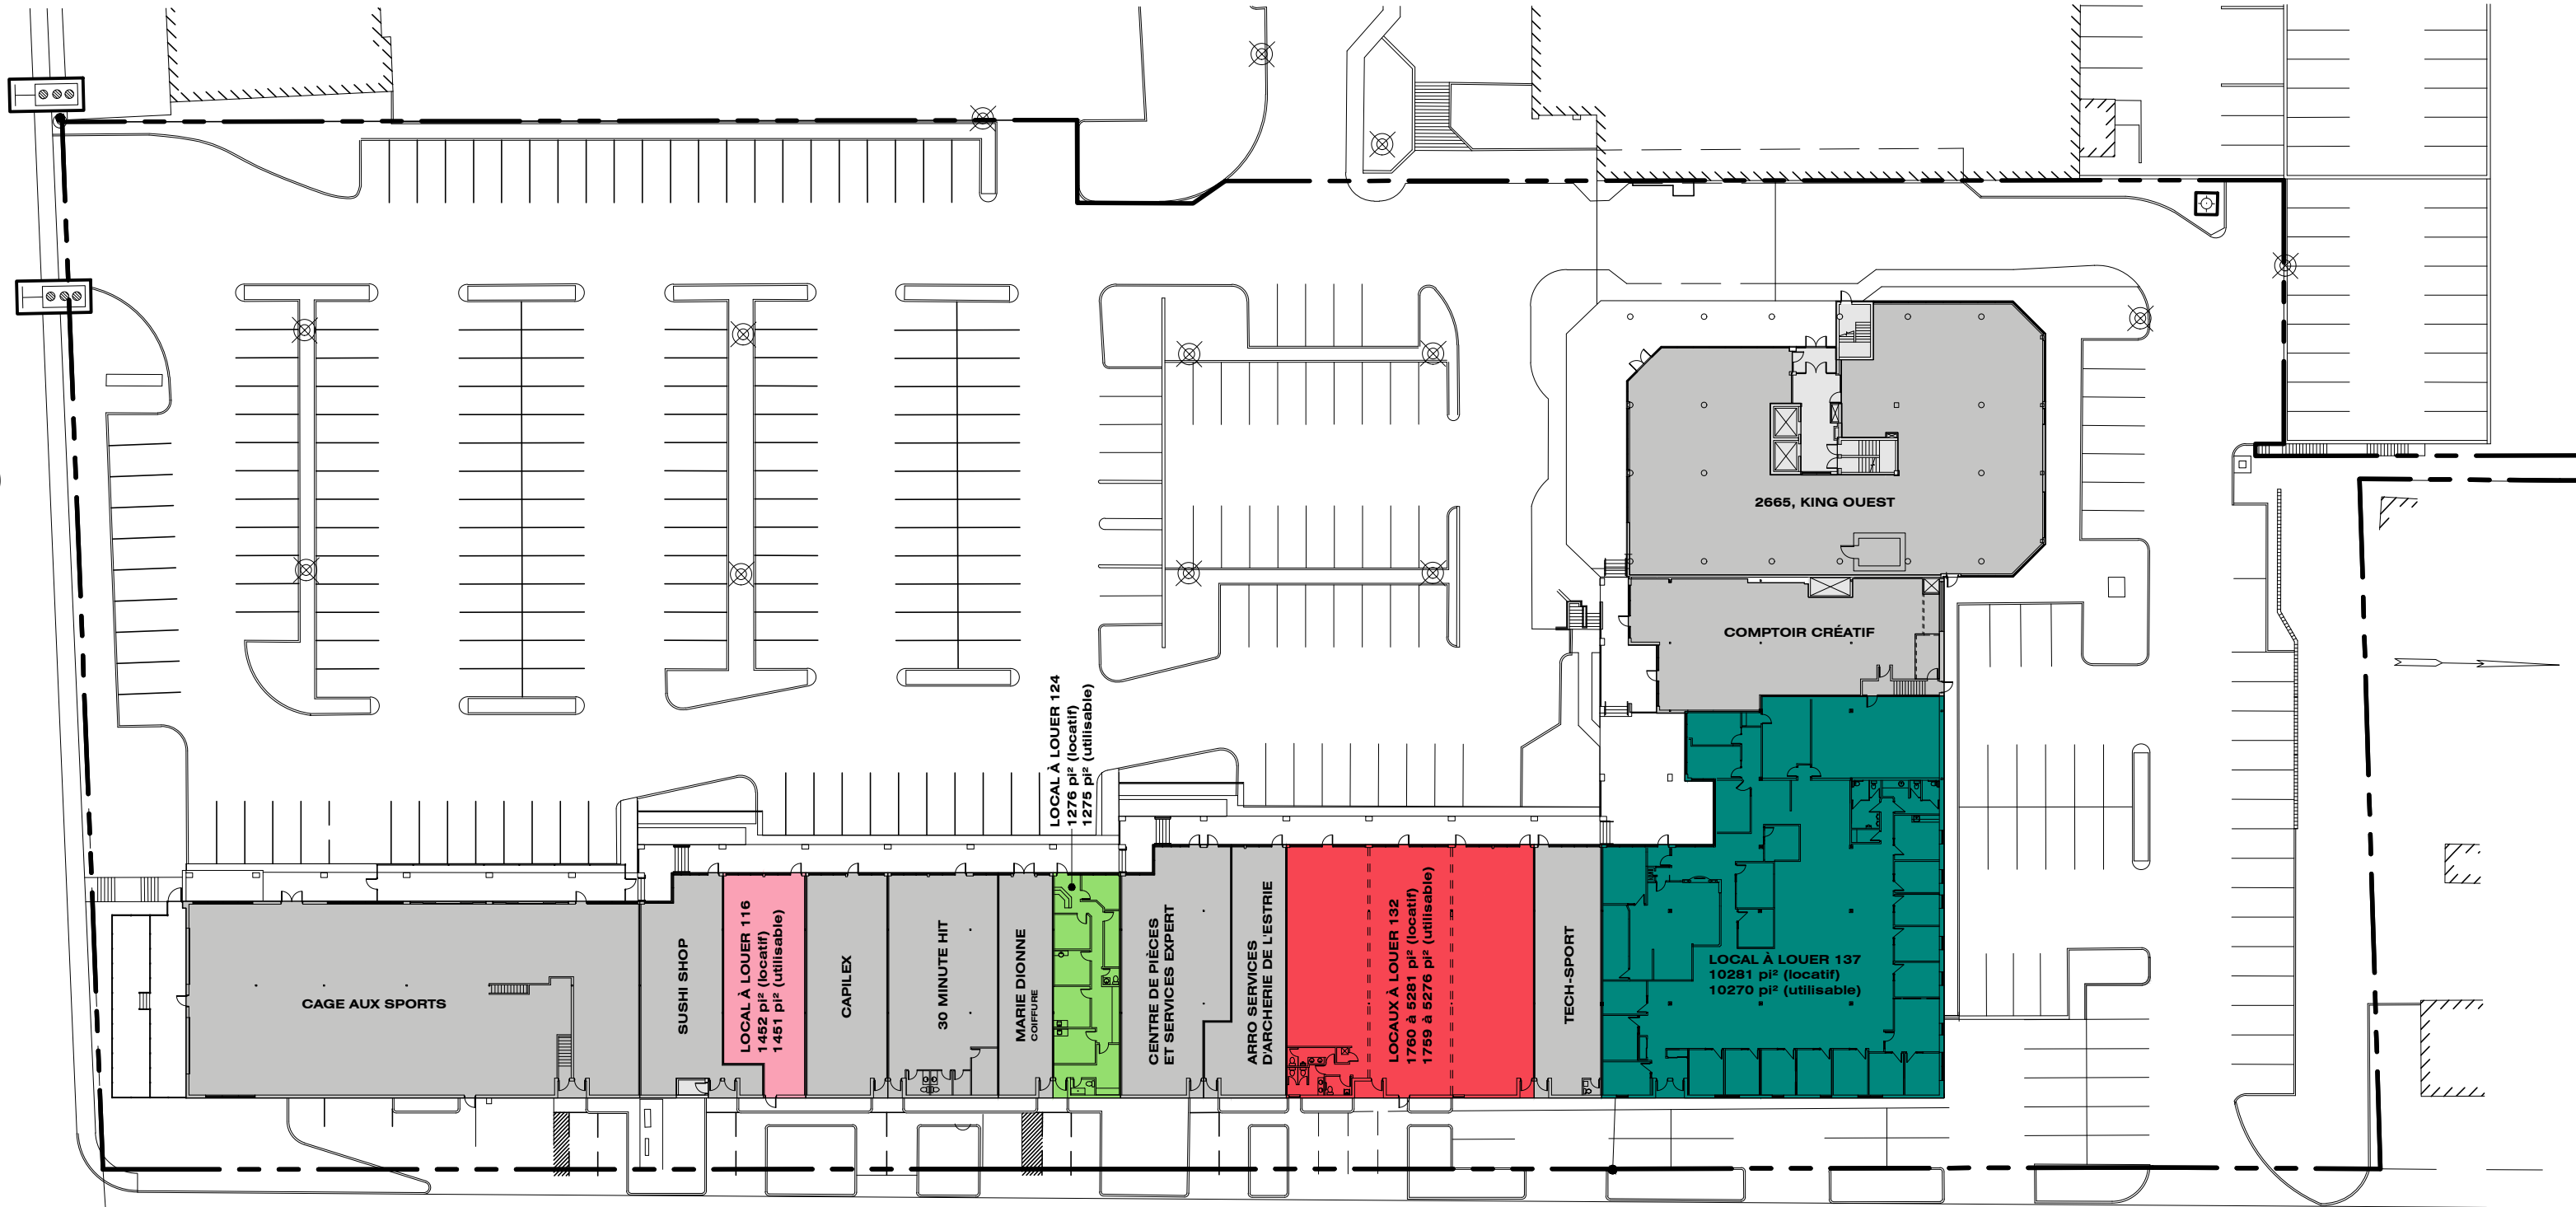 2665, KING OUEST
COMPTOIR CRÉATIF
LOCAL À LOUER 124
1276 pi² (locatif)
1275 pi² (utilisable)
CAGE AUX SPORTS
SUSHI SHOP
LOCAL À LOUER 116
1452 pi² (locatif)
1451 pi² (utilisable)
CAPILEX
30 MINUTE HIT
MARIE DIONNE
COIFFURE
CENTRE DE PIÈCES
ET SERVICES EXPERT
ARRO SERVICES
D'ARCHERIE DE L'ESTRIE
LOCAUX À LOUER 132
1760 à 5281 pi² (locatif)
1759 à 5276 pi² (utilisable)
TECH-SPORT
LOCAL À LOUER 137
10281 pi² (locatif)
10270 pi² (utilisable)